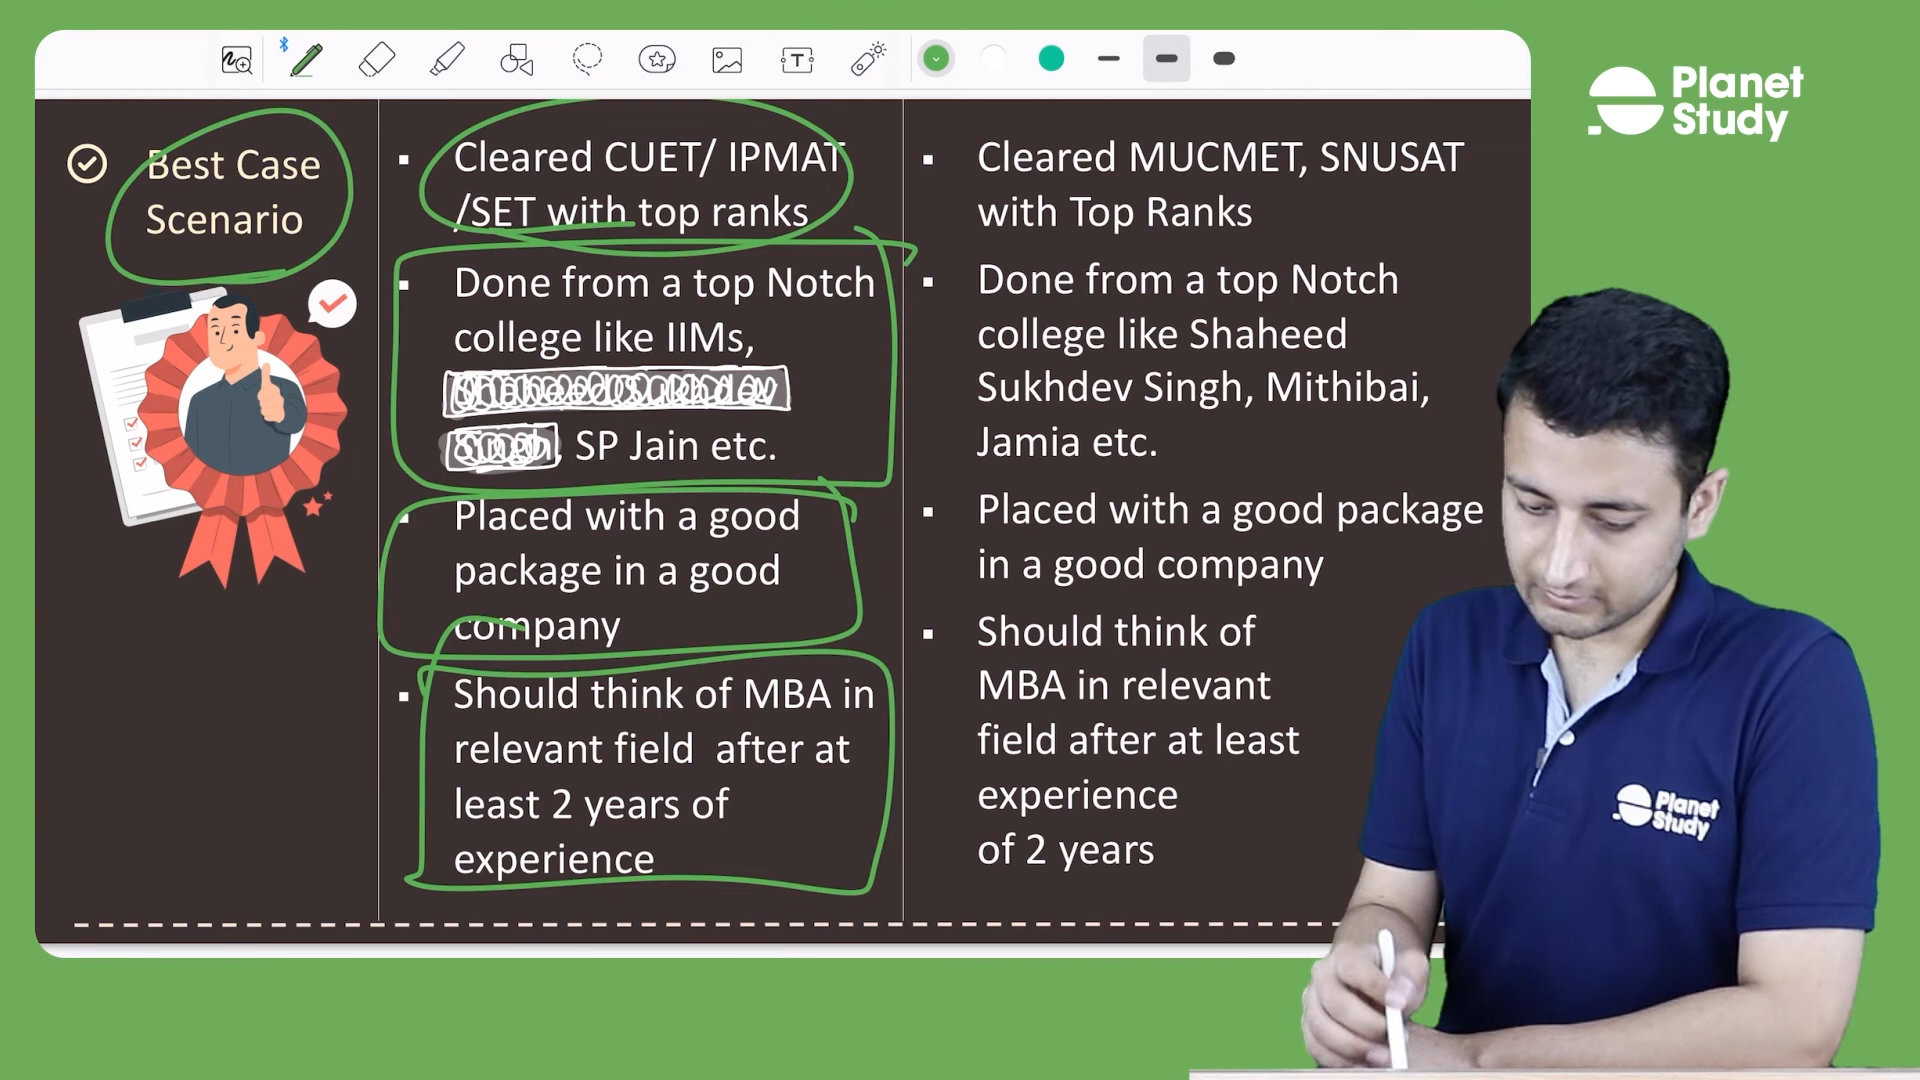 Planet
Study
Best Case
Scenario
Cleared CUET/ IPMAT
/SET with top ranks
Done from a top Notch
college like IIMs,
SP Jain etc.
Placed with a good
package in a good
company
Should think of MBA in
relevant field after at
least 2 years of
experience
Cleared MUCMET, SNUSAT
with Top Ranks
Done from a top Notch
college like Shaheed
Sukhdev Singh, Mithibai,
Jamia etc.
Placed with a good package
in a good company
Should think of
MBA in relevant
field after at least
experience
of 2 years
Planet
Study